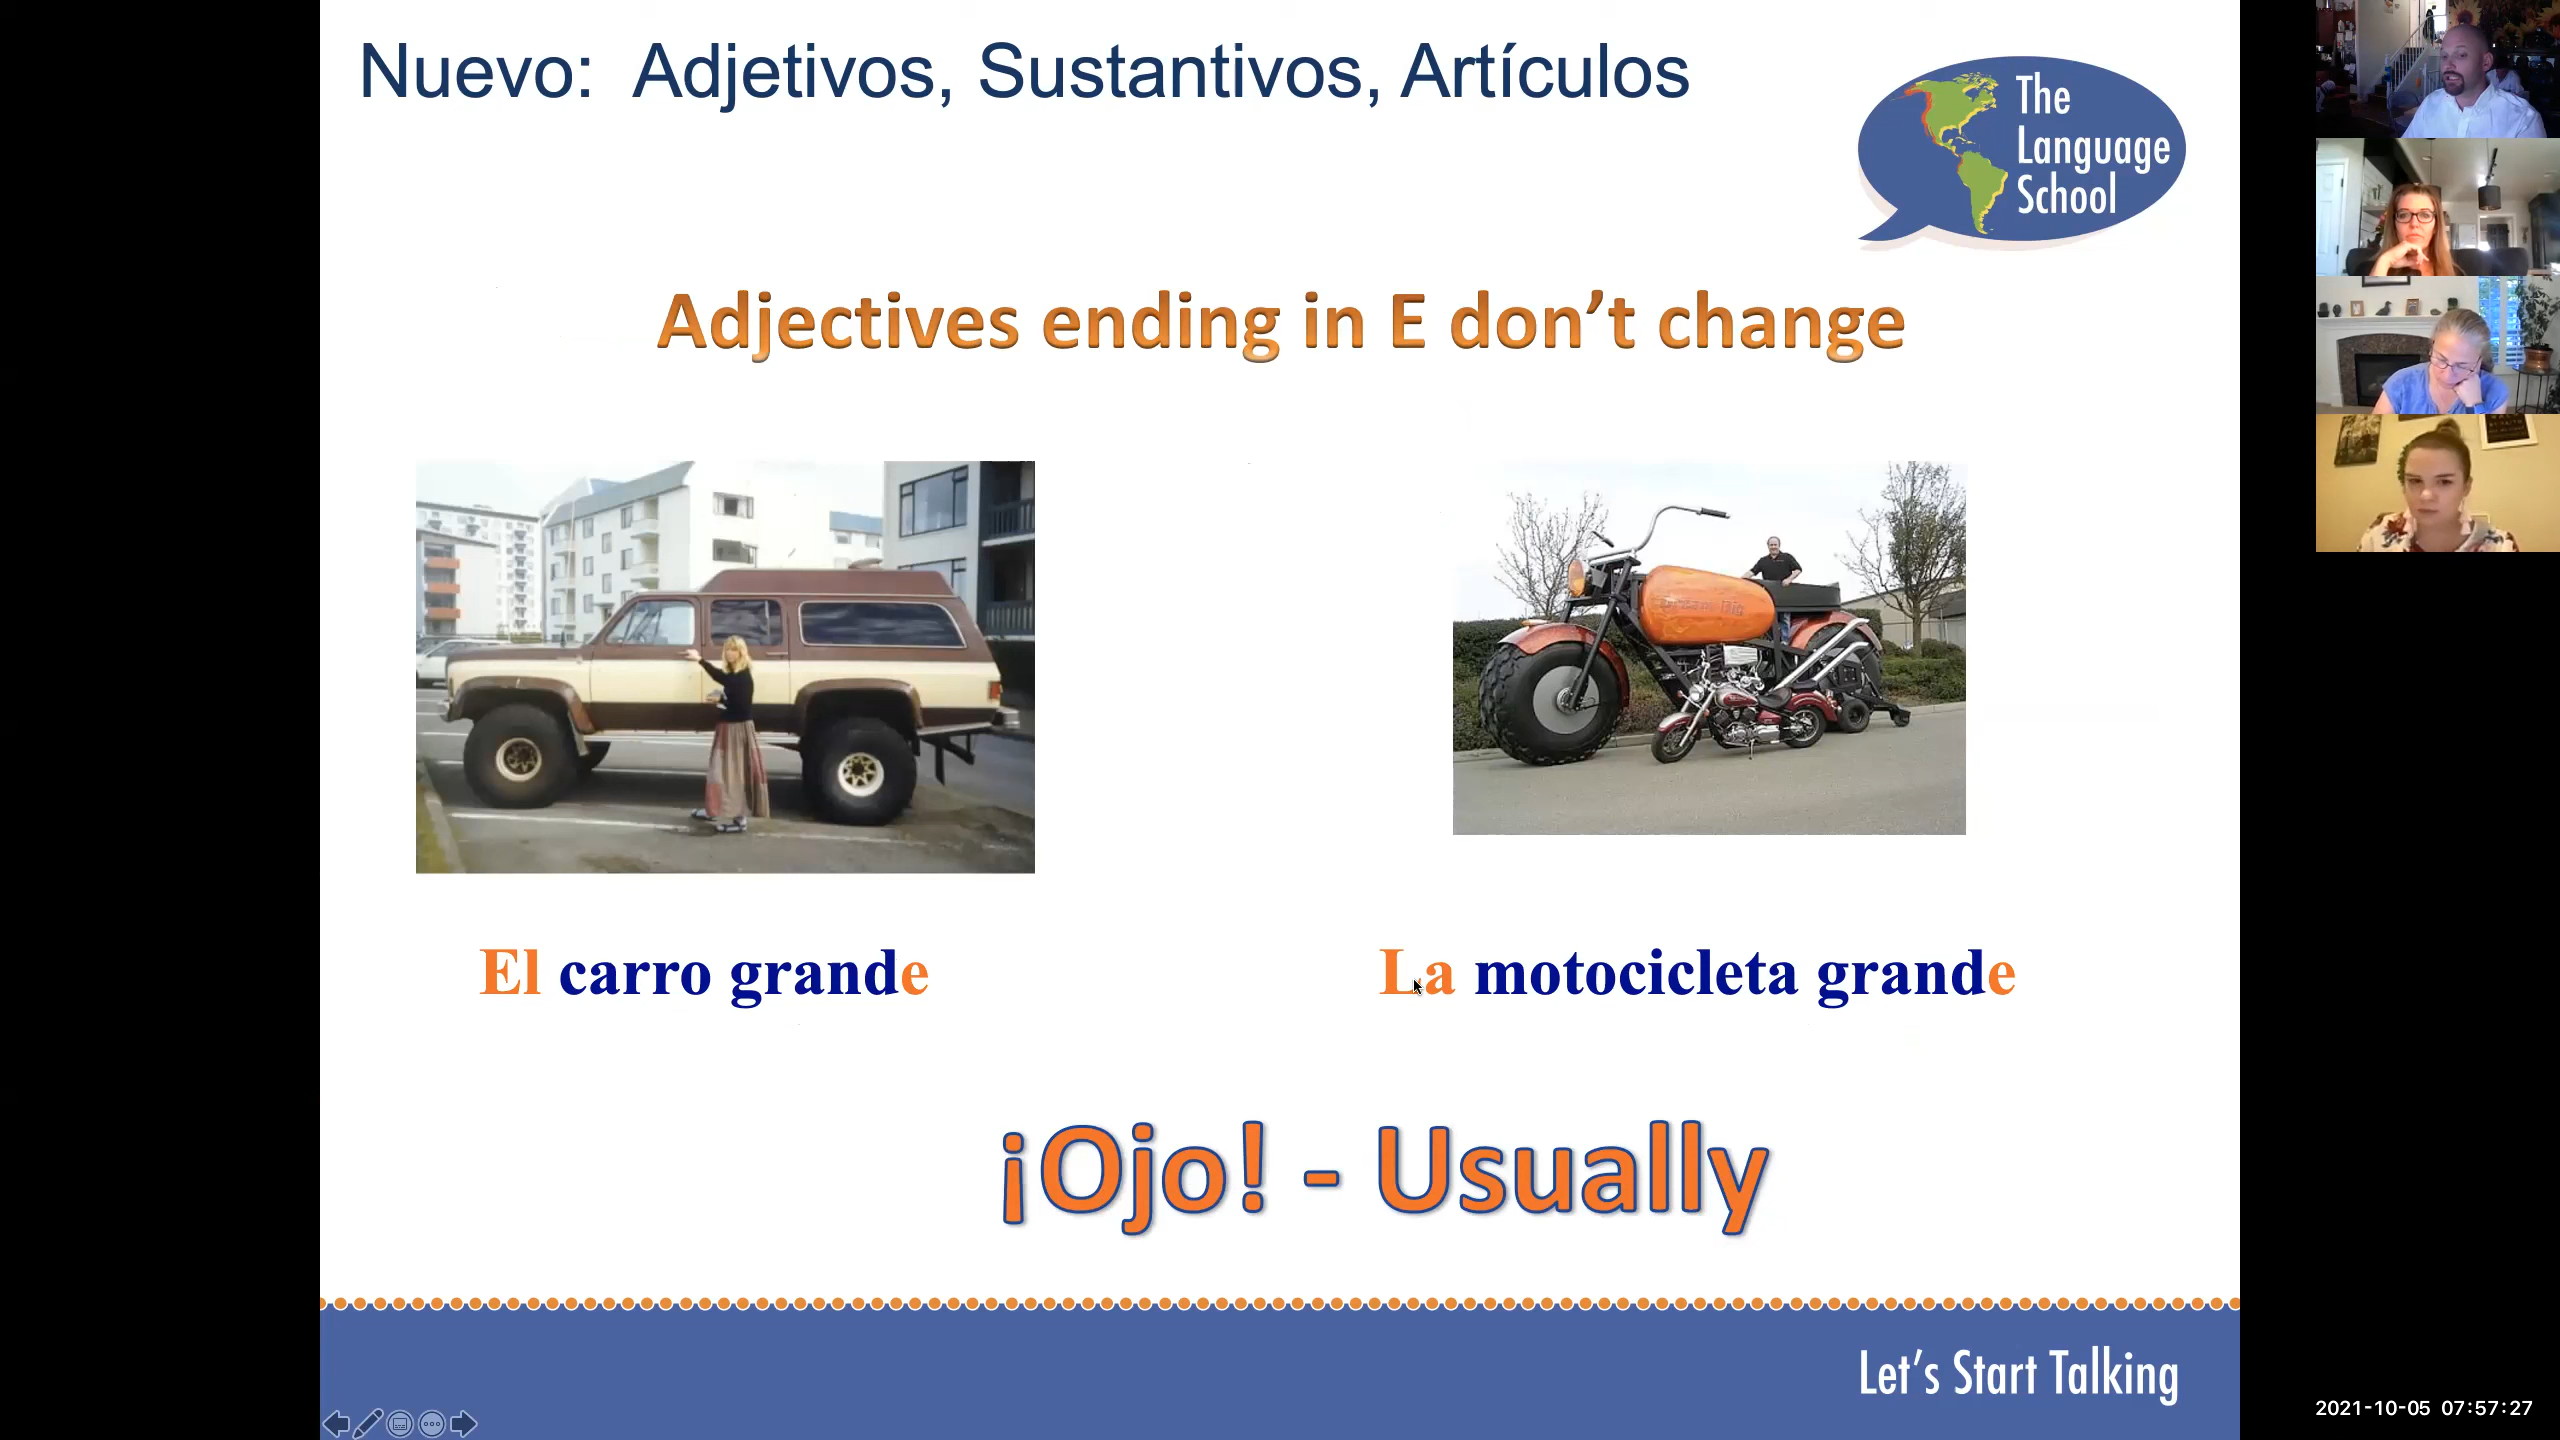 Nuevo: Adjetivos, Sustantivos, Artículos
The
Language
School
Adjectives ending in E don’t change
El carro grande
La motocicleta grande
¡Ojo! - Usually
Let’s Start Talking
2021-10-05 07:57:27